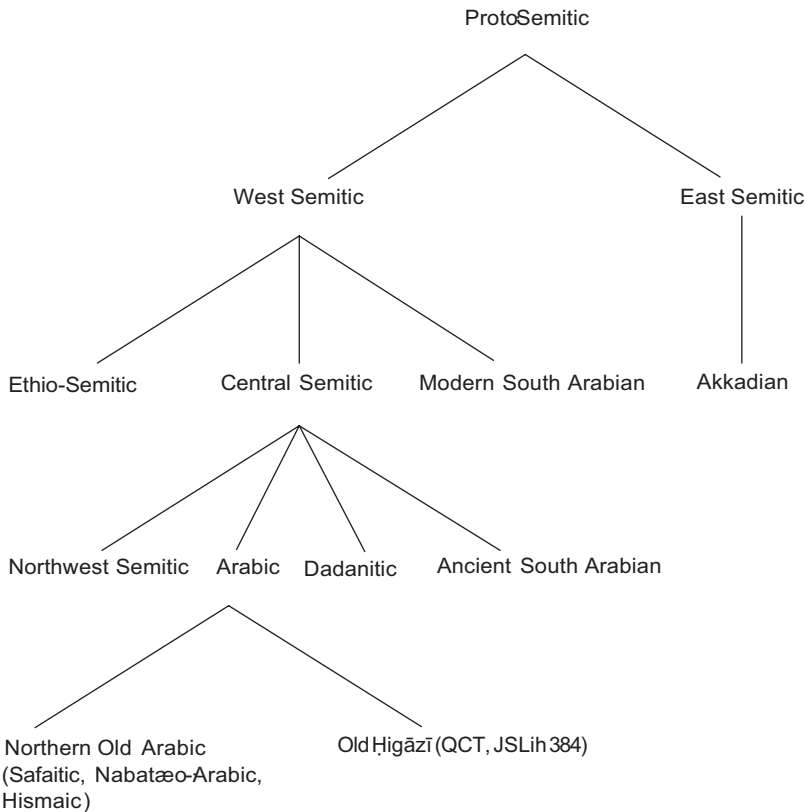 ProtoSemitic
West Semitic
East Semitic
Ethio-Semitic
Central Semitic
Modern South Arabian
Akkadian
Northwest Semitic
Arabic
Dadanitic
Ancient South Arabian
Northern Old Arabic
(Safaitic, Nabatæo-Arabic,
Hismaic)
Old Ḥigāzī (QCT, JSLih 384)